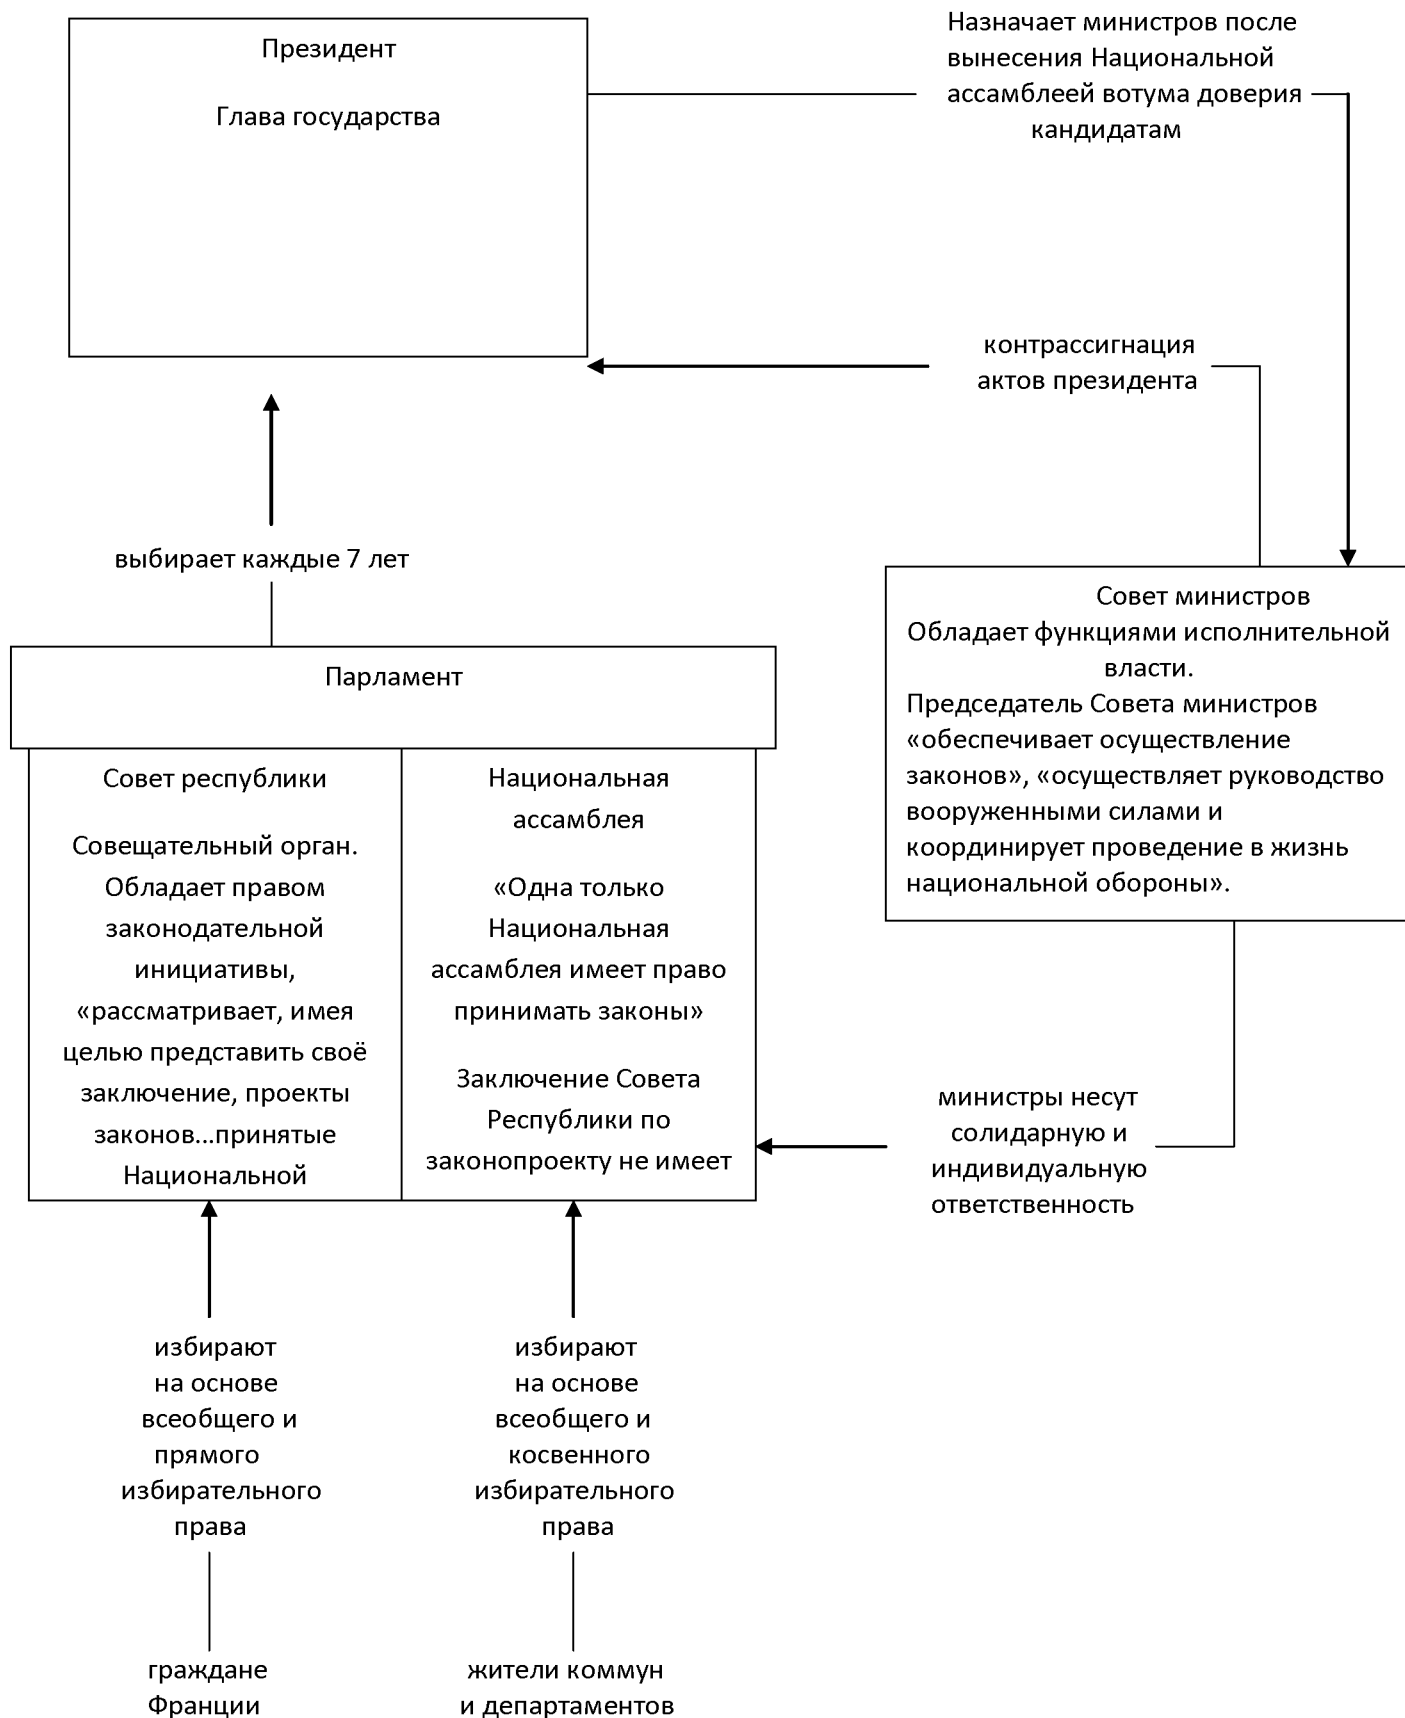 Президент
Глава государства
Назначает министров после
вынесения Национальной
ассамблеей вотума доверия
кандидатам
контрассигнация
актов президента
выбирает каждые 7 лет
Совет министров
Обладает функциями исполнительной
власти.
Председатель Совета министров
«обеспечивает осуществление
законов», «осуществляет руководство
вооруженными силами и
координирует проведение в жизнь
национальной обороны».
Парламент
Совет республики
Совещательный орган.
Обладает правом
законодательной
инициативы,
«рассматривает, имея
целью представить своё
заключение, проекты
законов...принятые
Национальной
Национальная
ассамблея
«Одна только
Национальная
ассамблея имеет право
принимать законы»
Заключение Совета
Республики по
законопроекту не имеет
министры несут
солидарную и
индивидуальную
ответственность
избирают
на основе
всеобщего и
прямого
избирательного
права
граждане
Франции
избирают
на основе
всеобщего и
косвенного
избирательного
права
жители коммун
и департаментов